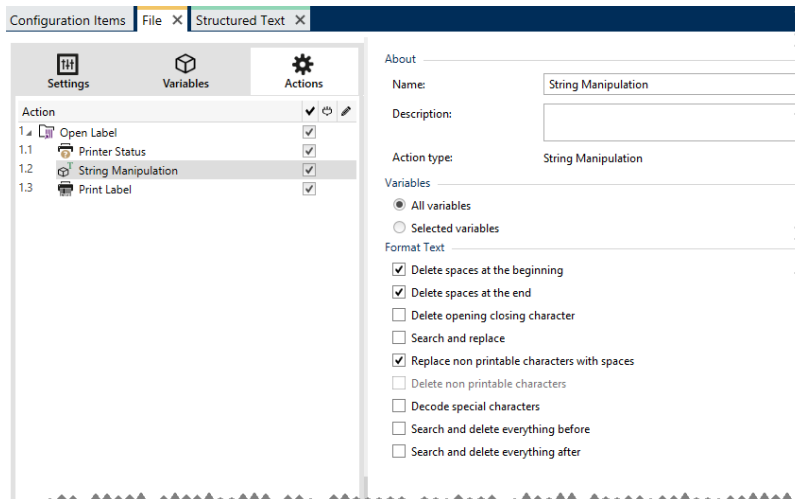 Configuration Items File Structured Text
Settings Variables Actions
Action
1 Open Label
1.1 Printer Status
1.2 String Manipulation
1.3 Print Label
About
Name: String Manipulation
Description:
Action type: String Manipulation
Variables
All variables
Selected variables
Format Text
Delete spaces at the beginning
Delete spaces at the end
Delete opening closing character
Search and replace
Replace non printable characters with spaces
Delete non printable characters
Decode special characters
Search and delete everything before
Search and delete everything after